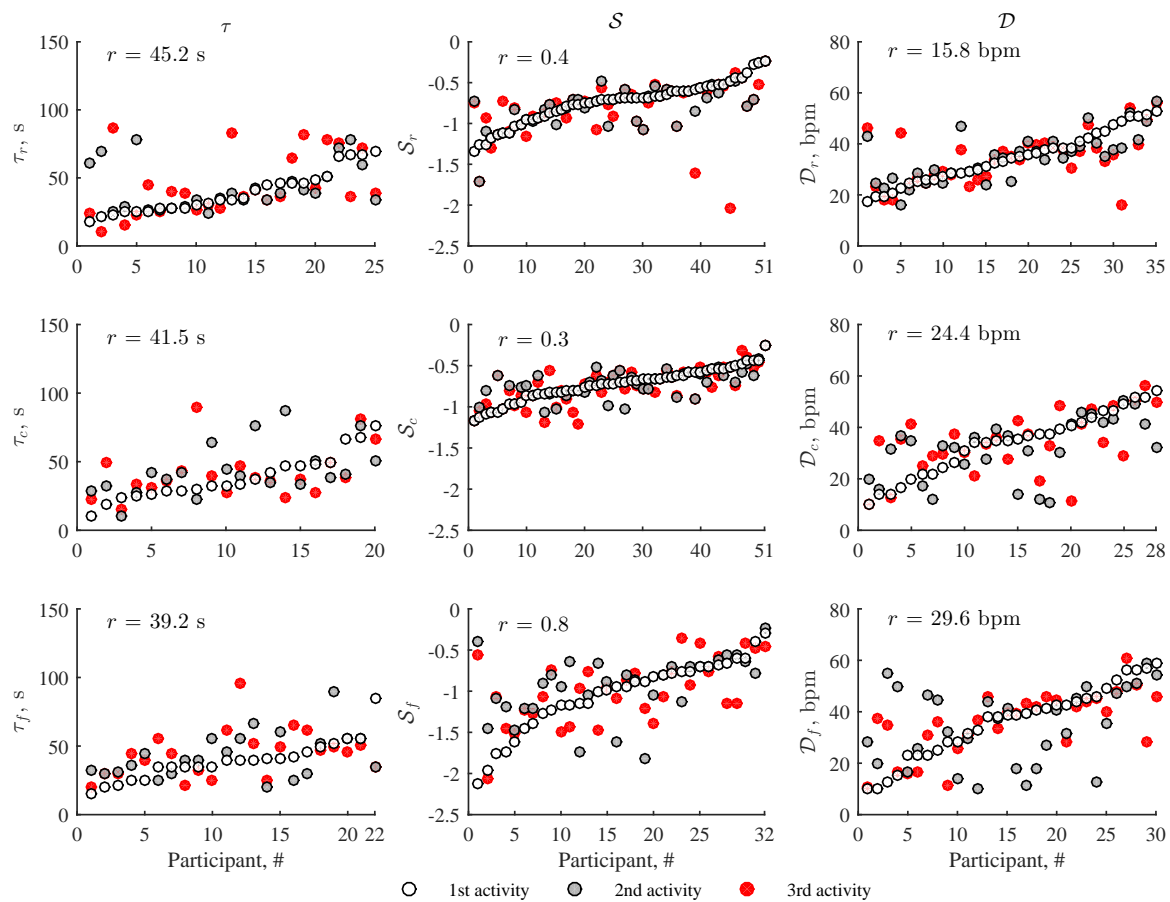 τ
S
D
r = 45.2 s
r = 0.4
r = 15.8 bpm
τ_r, s
150
100
50
0
0 5 10 15 20 25
S_r
0
-0.5
-1
-1.5
-2
-2.5
0 10 20 30 40 51
D_r, bpm
80
60
40
20
0
0 5 10 15 20 25 30 35
r = 41.5 s
r = 0.3
r = 24.4 bpm
τ_c, s
150
100
50
0
0 5 10 15 20
S_c
0
-0.5
-1
-1.5
-2
-2.5
0 10 20 30 40 51
D_c, bpm
80
60
40
20
0
0 5 10 15 20 25 28
r = 39.2 s
r = 0.8
r = 29.6 bpm
τ_f, s
150
100
50
0
0 5 10 15 20 22
Participant, #
S_f
0
-0.5
-1
-1.5
-2
-2.5
0 5 10 15 20 25 32
Participant, #
D_f, bpm
80
60
40
20
0
0 5 10 15 20 25 30
Participant, #
1st activity 2nd activity 3rd activity